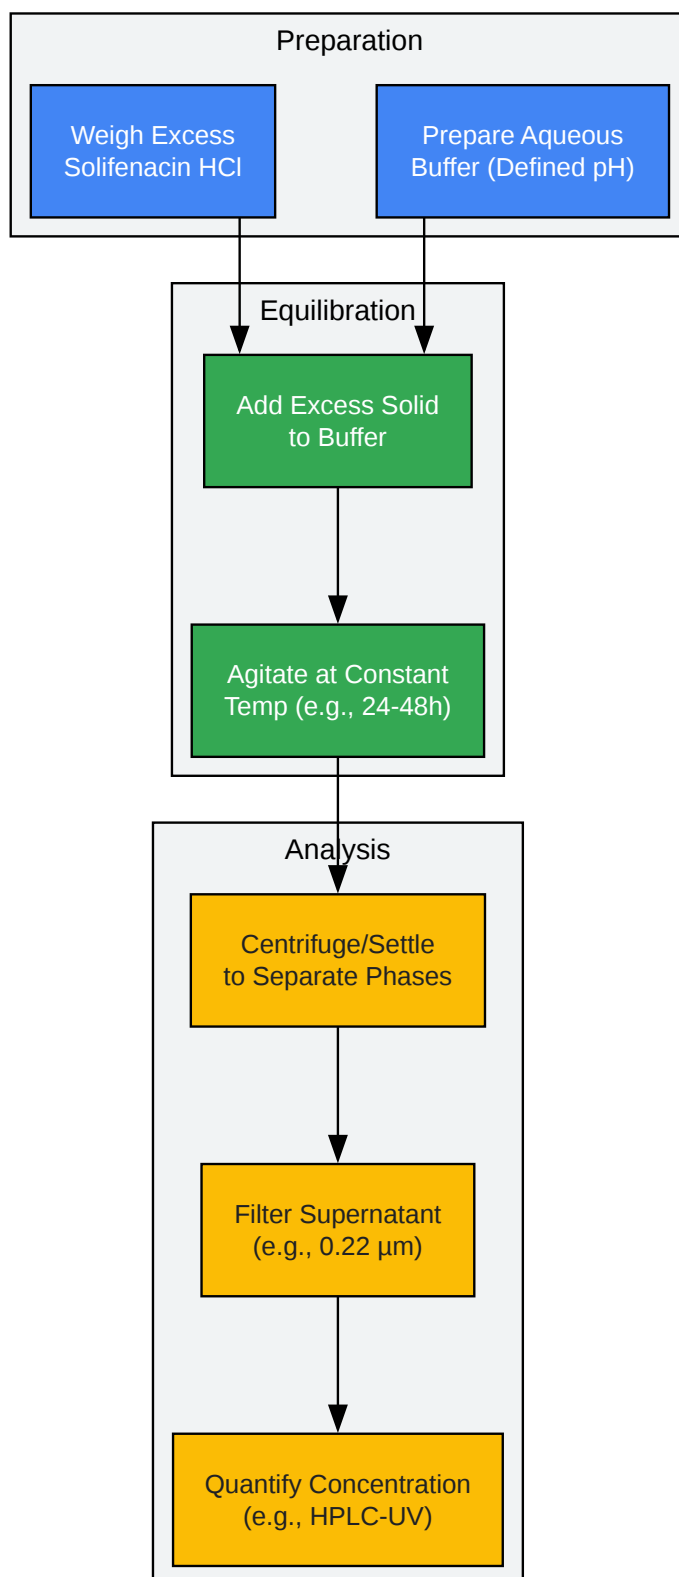 Preparation
Weigh Excess
Solifenacin HCl
Prepare Aqueous
Buffer (Defined pH)
Equilibration
Add Excess Solid
to Buffer
Agitate at Constant
Temp (e.g., 24-48h)
Analysis
Centrifuge/Settle
to Separate Phases
Filter Supernatant
(e.g., 0.22 µm)
Quantify Concentration
(e.g., HPLC-UV)